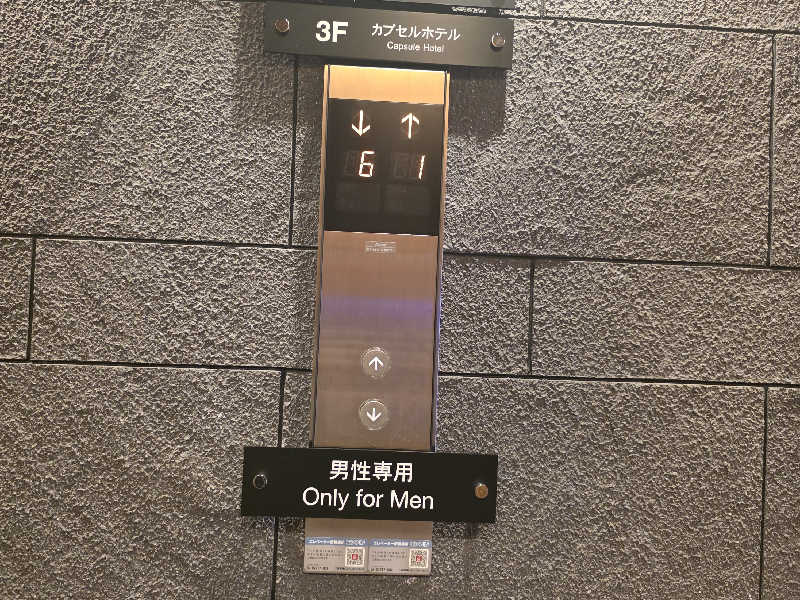 3F カプセルホテル
Capsule Hotel
↓ ↑
6 1
↑
↓
男性専用
Only for Men